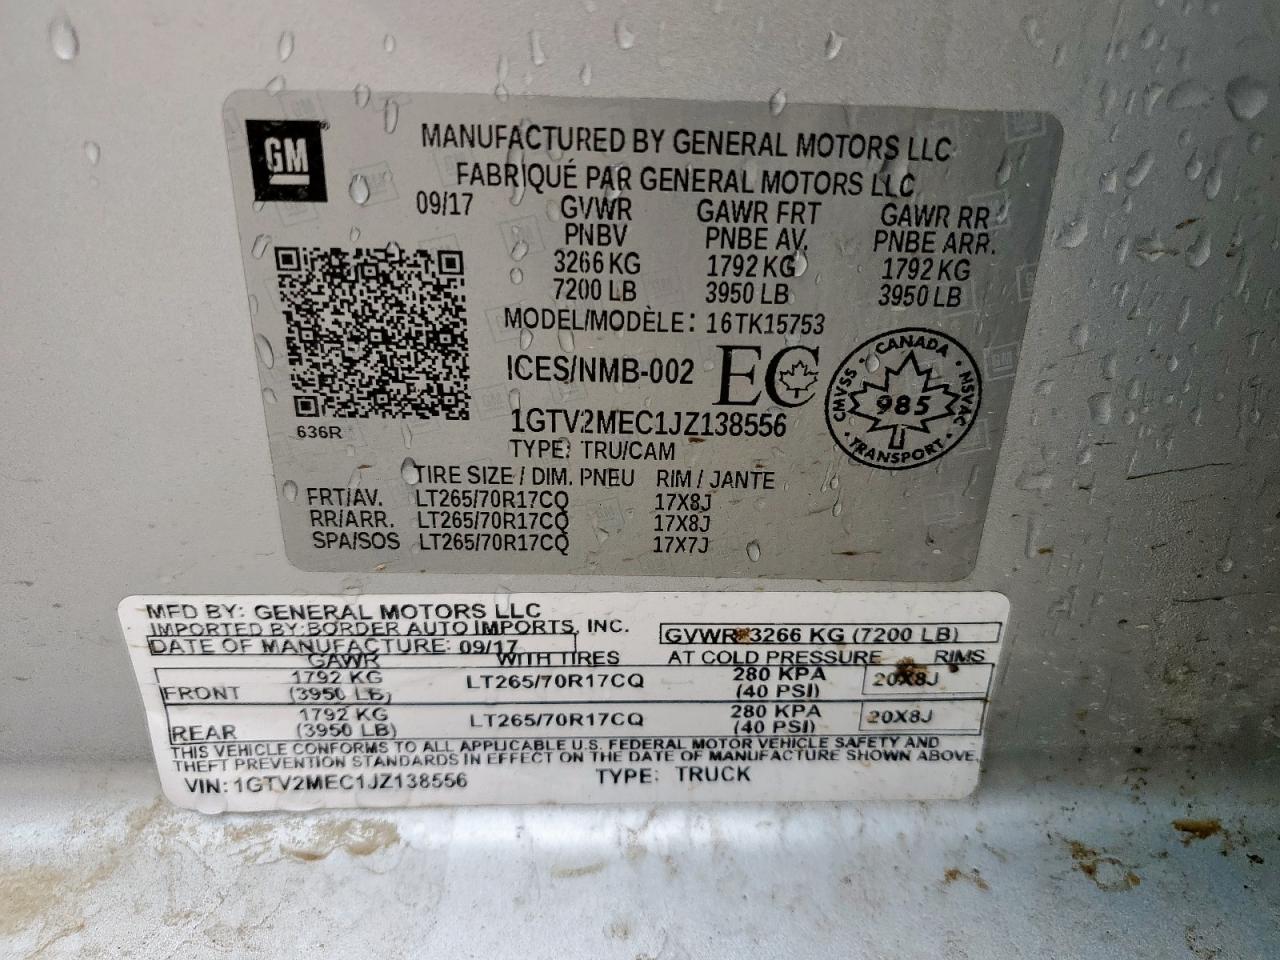 GM
MANUFACTURED BY GENERAL MOTORS LLC
FABRIQUÉ PAR GENERAL MOTORS LLC
09/17 GVWR GAWR FRT GAWR RR
PNBV PNBE AV. PNBE ARR.
3266 KG 1792 KG 1792 KG
7200 LB 3950 LB 3950 LB
MODEL/MODÈLE: 16TK15753
ICES/NMB-002 EC
CANADA
CMVSS 985 NSVAC
TRANSPORT
1GTV2MEC1JZ138556
636R
TYPE: TRU/CAM
TIRE SIZE / DIM. PNEU RIM / JANTE
FRT/AV. LT265/70R17CQ 17X8J
RR/ARR. LT265/70R17CQ 17X8J
SPA/SOS LT265/70R17CQ 17X7J
MFD BY: GENERAL MOTORS LLC
IMPORTED BY:BORDER AUTO IMPORTS, INC.
DATE OF MANUFACTURE: 09/17 GVWR 3266 KG (7200 LB)
GAWR WITH TIRES AT COLD PRESSURE RIMS
FRONT 1792 KG (3950 LB) LT265/70R17CQ 280 KPA (40 PSI) 20X8J
REAR 1792 KG (3950 LB) LT265/70R17CQ 280 KPA (40 PSI) 20X8J
THIS VEHICLE CONFORMS TO ALL APPLICABLE U.S. FEDERAL MOTOR VEHICLE SAFETY AND
THEFT PREVENTION STANDARDS IN EFFECT ON THE DATE OF MANUFACTURE SHOWN ABOVE.
VIN: 1GTV2MEC1JZ138556 TYPE: TRUCK